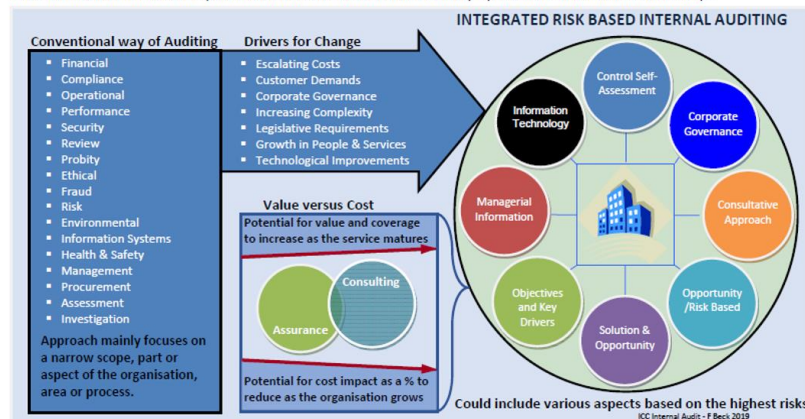 INTEGRATED RISK BASED INTERNAL AUDITING
Conventional way of Auditing
Financial
Compliance
Operational
Performance
Security
Review
Probity
Ethical
Fraud
Risk
Environmental
Information Systems
Health & Safety
Management
Procurement
Assessment
Investigation
Approach mainly focuses on
a narrow scope, part or
aspect of the organisation,
area or process.
Drivers for Change
Escalating Costs
Customer Demands
Corporate Governance
Increasing Complexity
Legislative Requirements
Growth in People & Services
Technological Improvements
Value versus Cost
Potential for value and coverage
to increase as the service matures
Consulting
Assurance
Potential for cost impact as a % to
reduce as the organisation grows
Control Self-
Assessment
Corporate
Governance
Consultative
Approach
Opportunity
/Risk Based
Solution &
Opportunity
Objectives
and Key
Drivers
Managerial
Information
Information
Technology
Could include various aspects based on the highest risks
ICC Internal Audit - F Beck 2019